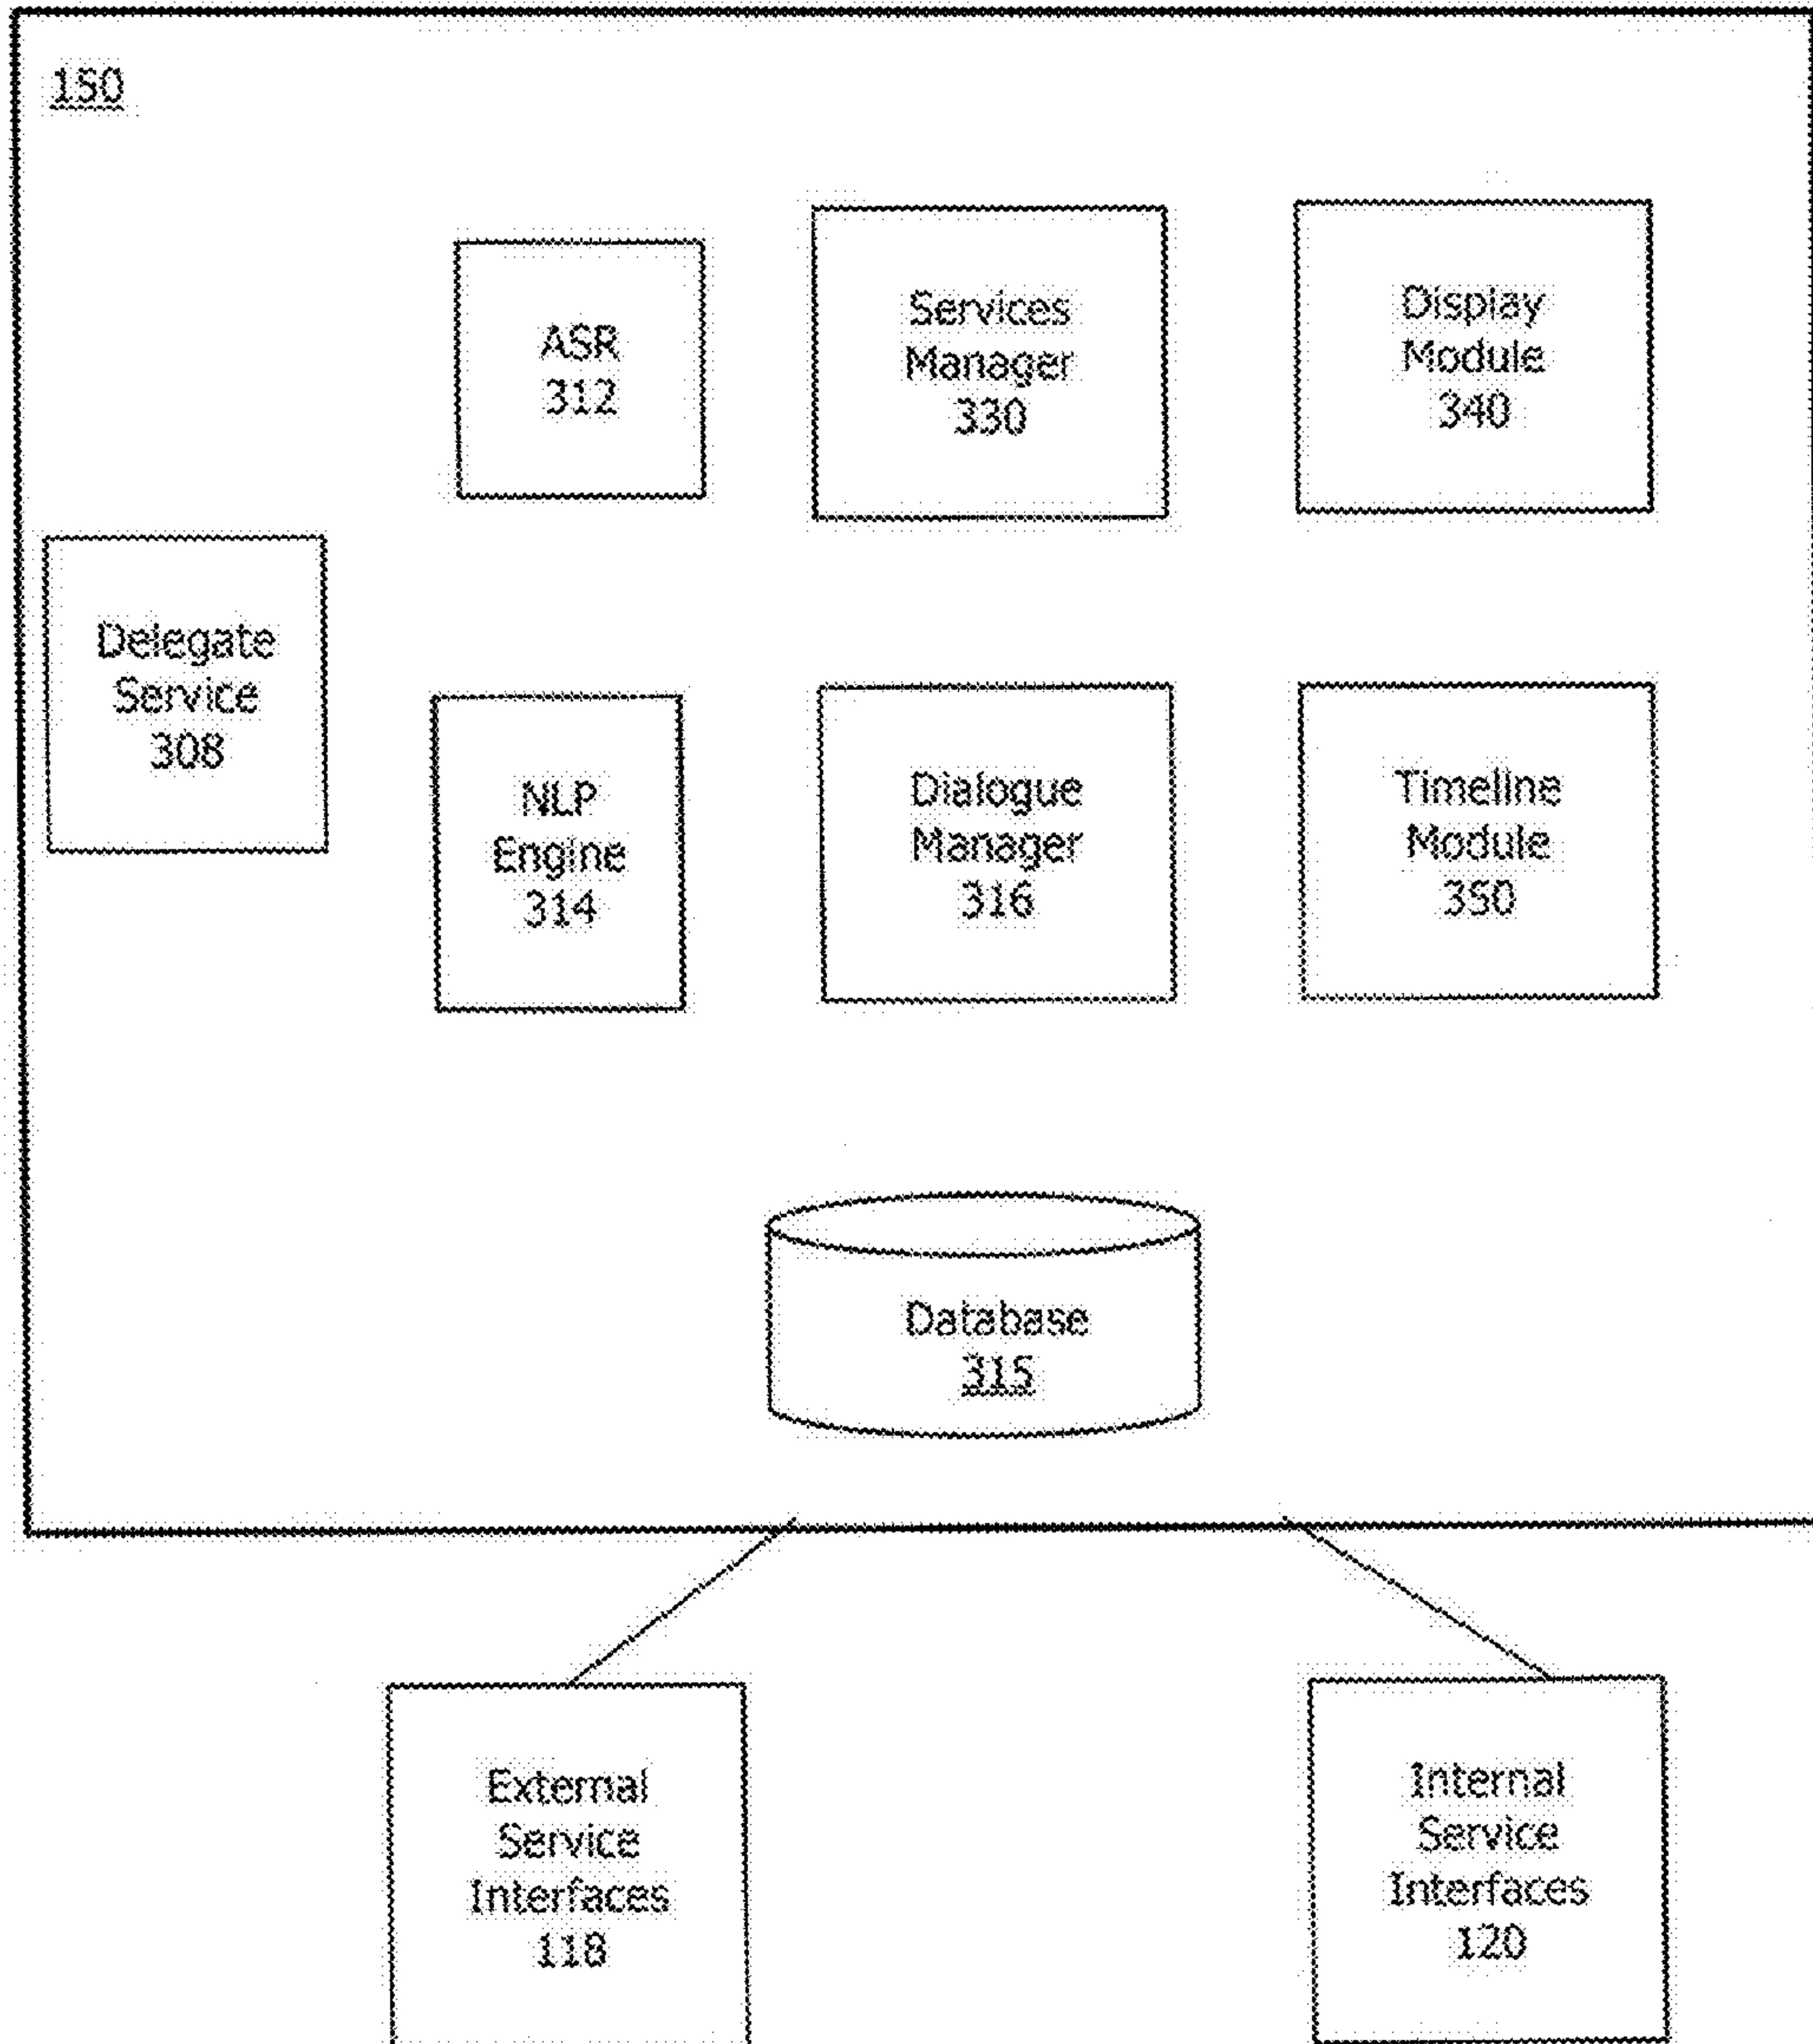 150
ASR
312
Services
Manager
330
Display
Module
340
Delegate
Service
308
NLP
Engine
314
Dialogue
Manager
316
Timeline
Module
350
Database
315
External
Service
Interfaces
118
Internal
Service
Interfaces
120